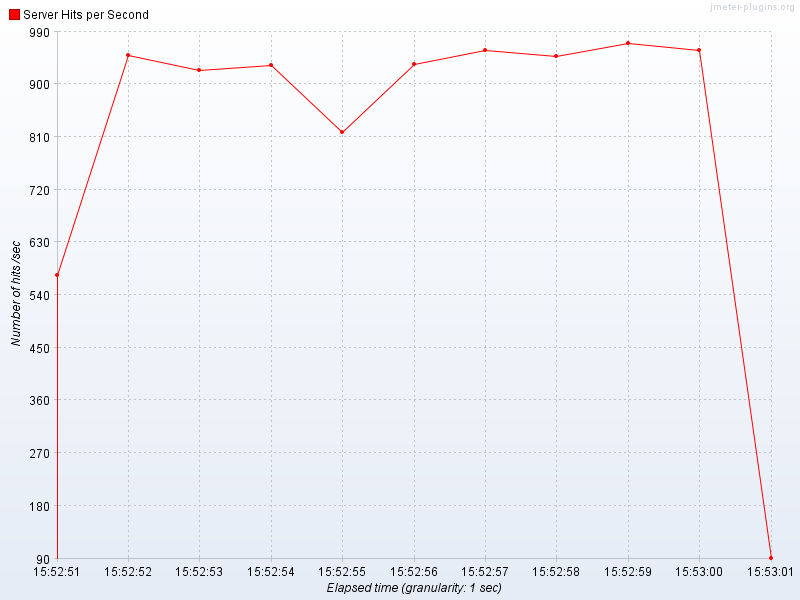 jmeter-plugins.org
Server Hits per Second
990
900
810
720
630
540
450
360
270
180
90
Number of hits /sec
15:52:51 15:52:52 15:52:53 15:52:54 15:52:55 15:52:56 15:52:57 15:52:58 15:52:59 15:53:00 15:53:01
Elapsed time (granularity: 1 sec)